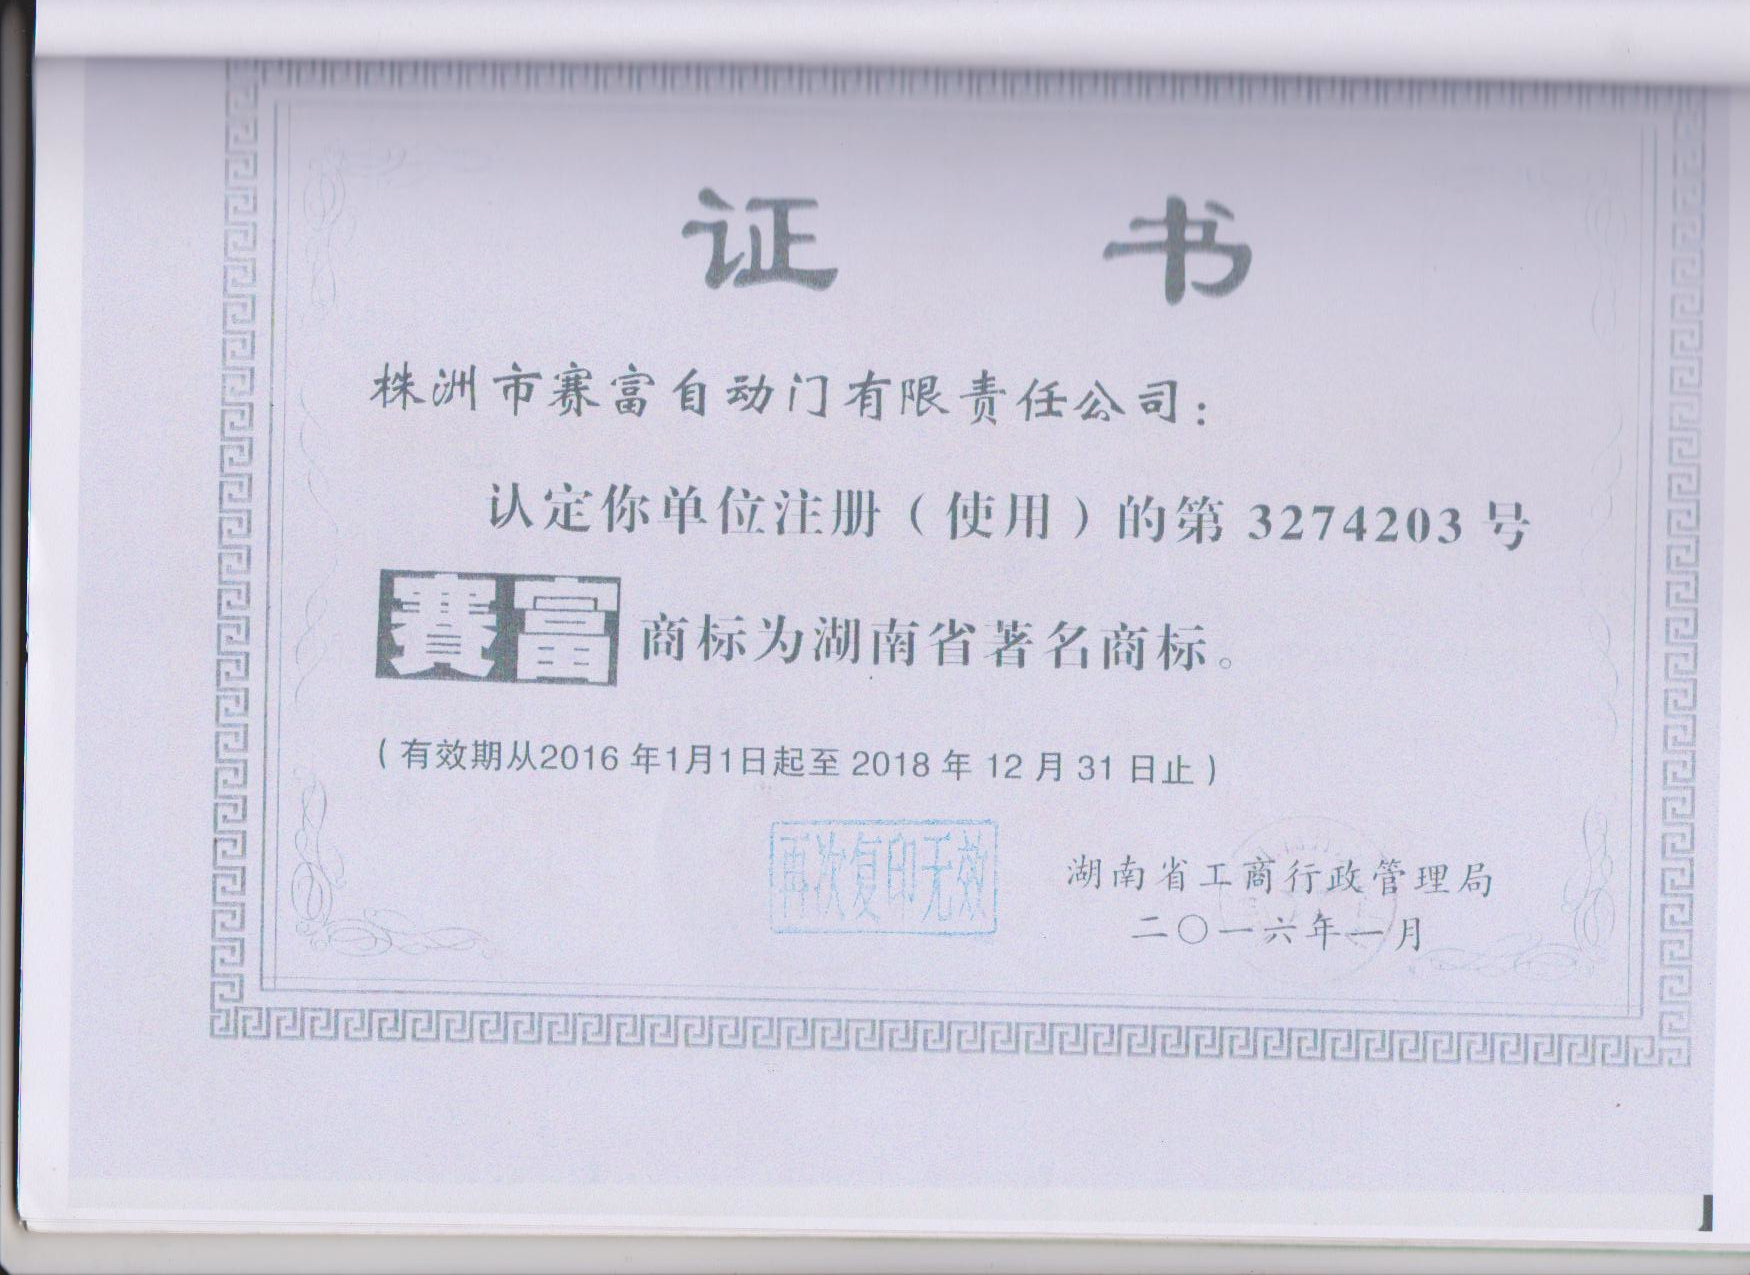 证 书
株洲市赛富自动门有限责任公司：
认定你单位注册（使用）的第 3274203 号
賽富 商标为湖南省著名商标。
（有效期从2016 年1月1日起至 2018 年 12 月 31 日止）
再次复印无效
湖南省工商行政管理局
二〇一六年一月